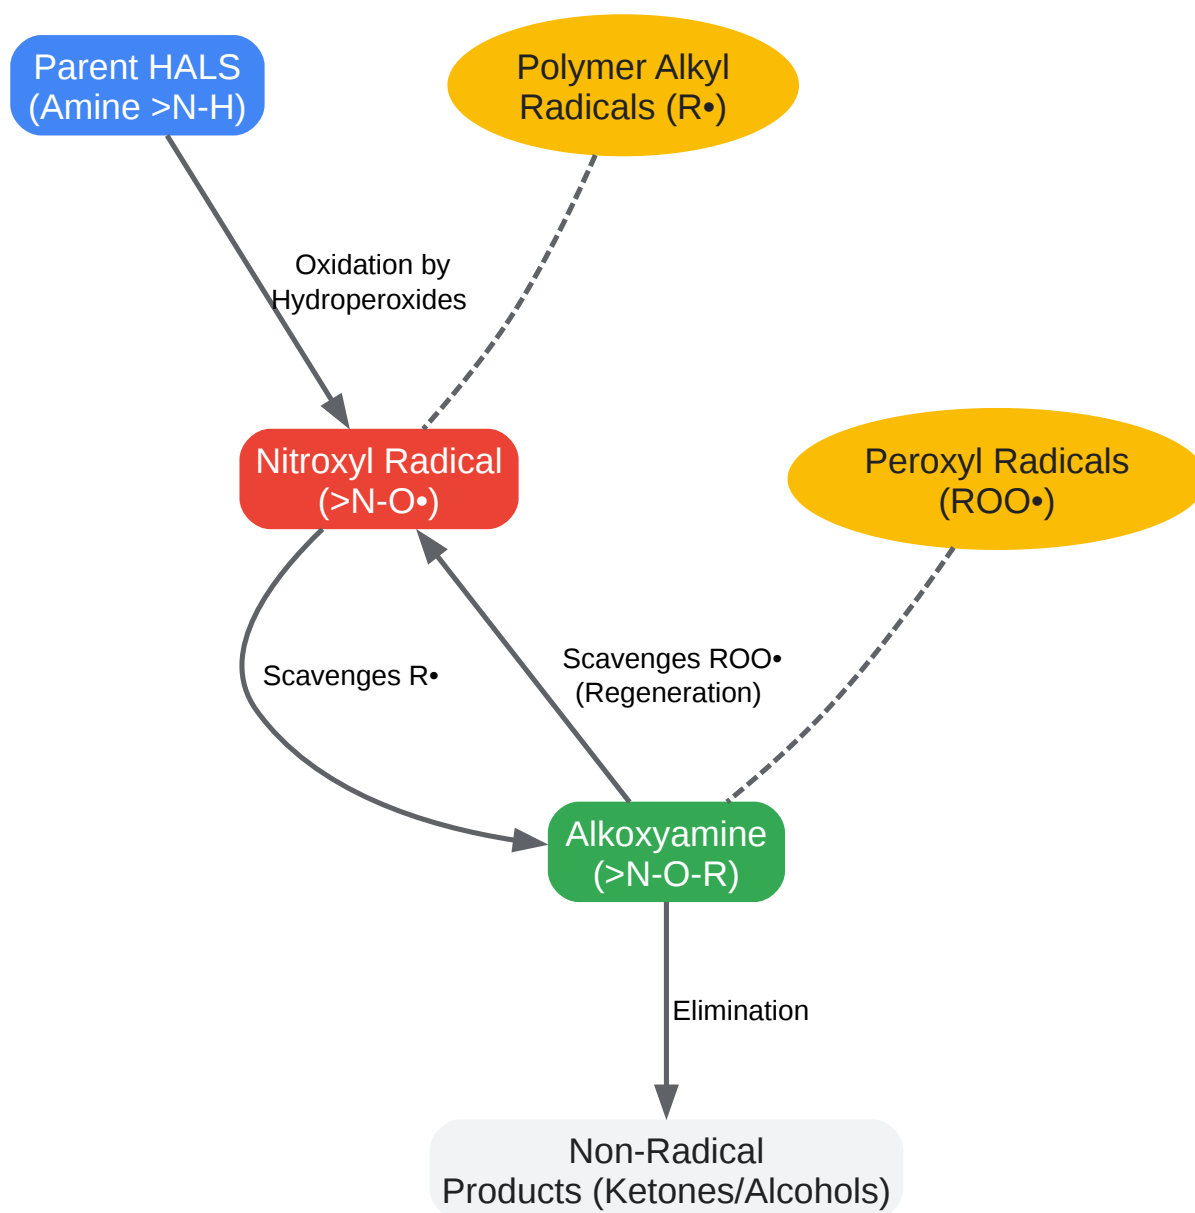 Parent HALS
(Amine >N-H)
Polymer Alkyl
Radicals (R•)
Oxidation by
Hydroperoxides
Nitroxyl Radical
(>N-O•)
Peroxyl Radicals
(ROO•)
Scavenges R•
Scavenges ROO•
(Regeneration)
Alkoxyamine
(>N-O-R)
Elimination
Non-Radical
Products (Ketones/Alcohols)